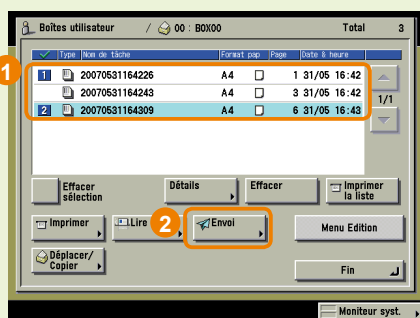 Boîtes utilisateur / 00 : BOX00 Total 3
Type Nom de tâche Format pap Page Date & heure
1
1 20070531164226 A4 1 31/05 16:42
20070531164243 A4 3 31/05 16:42
2 20070531164309 A4 6 31/05 16:43
1/1
Effacer sélection
Détails
Effacer
Imprimer la liste
Imprimer
Lire
2
Envoi
Menu Edition
Déplacer/
Copier
Fin
Moniteur syst.